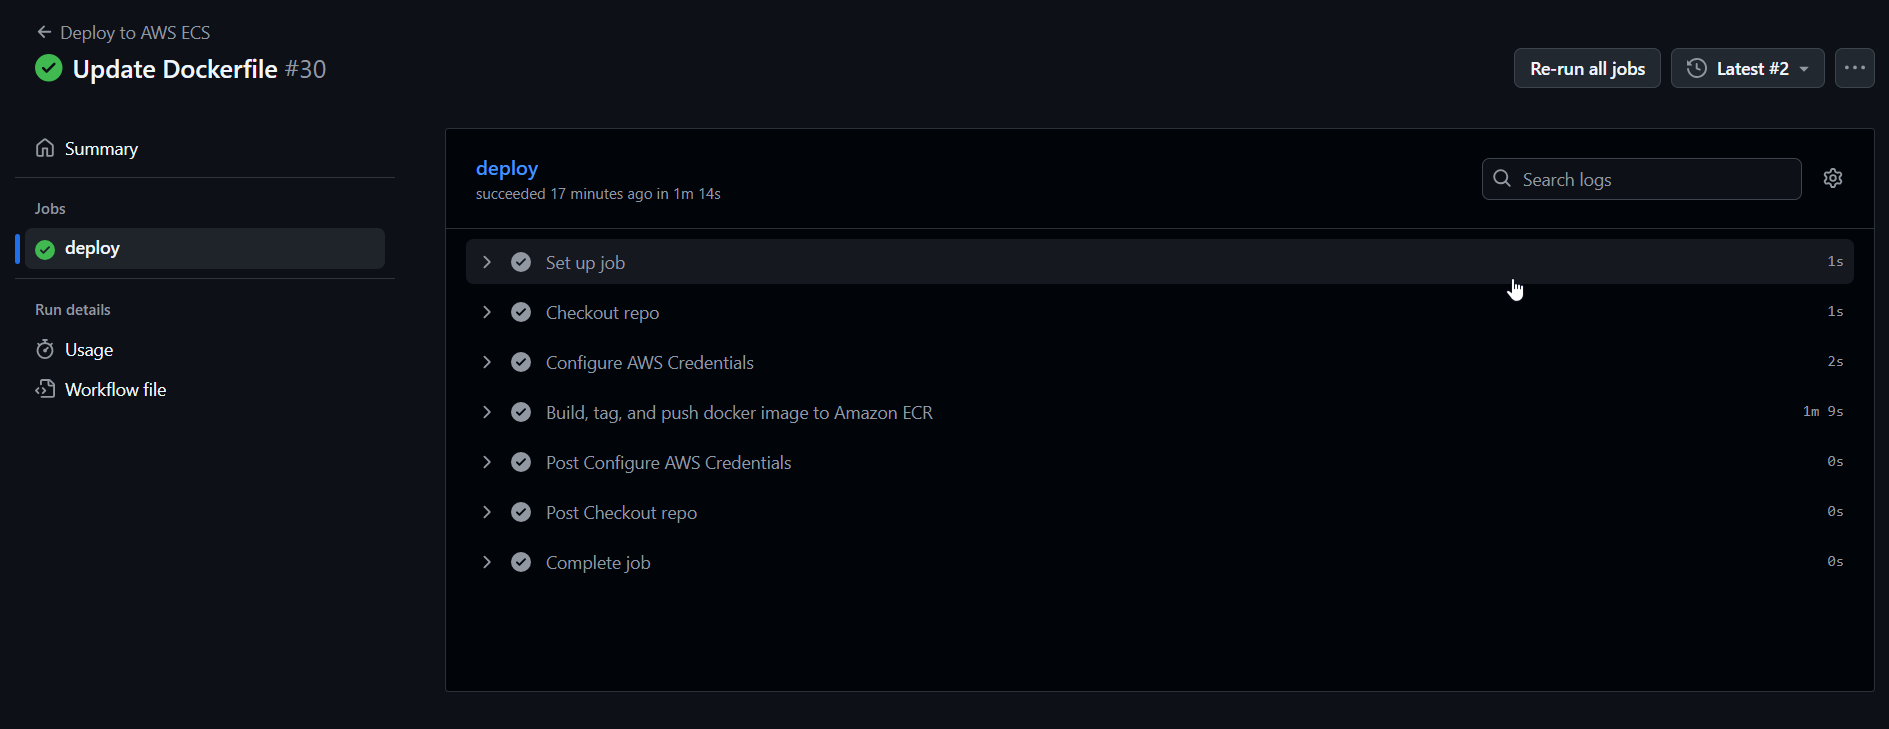 Deploy to AWS ECS
Update Dockerfile #30
Re-run all jobs
Latest #2
Summary
Jobs
deploy
Run details
Usage
Workflow file
deploy
succeeded 17 minutes ago in 1m 14s
Search logs
Set up job 1s
Checkout repo 1s
Configure AWS Credentials 2s
Build, tag, and push docker image to Amazon ECR 1m 9s
Post Configure AWS Credentials 0s
Post Checkout repo 0s
Complete job 0s